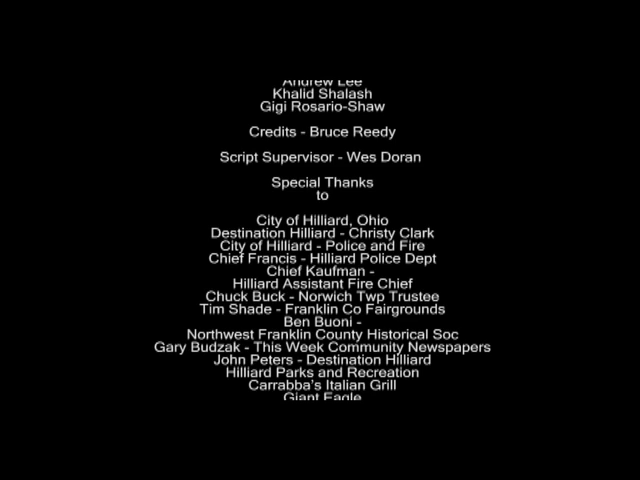 Andrew Lee
Khalid Shalash
Gigi Rosario-Shaw
Credits - Bruce Reedy
Script Supervisor - Wes Doran
Special Thanks
to
City of Hilliard, Ohio
Destination Hilliard - Christy Clark
City of Hilliard - Police and Fire
Chief Francis - Hilliard Police Dept
Chief Kaufman -
Hilliard Assistant Fire Chief
Chuck Buck - Norwich Twp Trustee
Tim Shade - Franklin Co Fairgrounds
Ben Buoni -
Northwest Franklin County Historical Soc
Gary Budzak - This Week Community Newspapers
John Peters - Destination Hilliard
Hilliard Parks and Recreation
Carrabba's Italian Grill
Giant Eagle